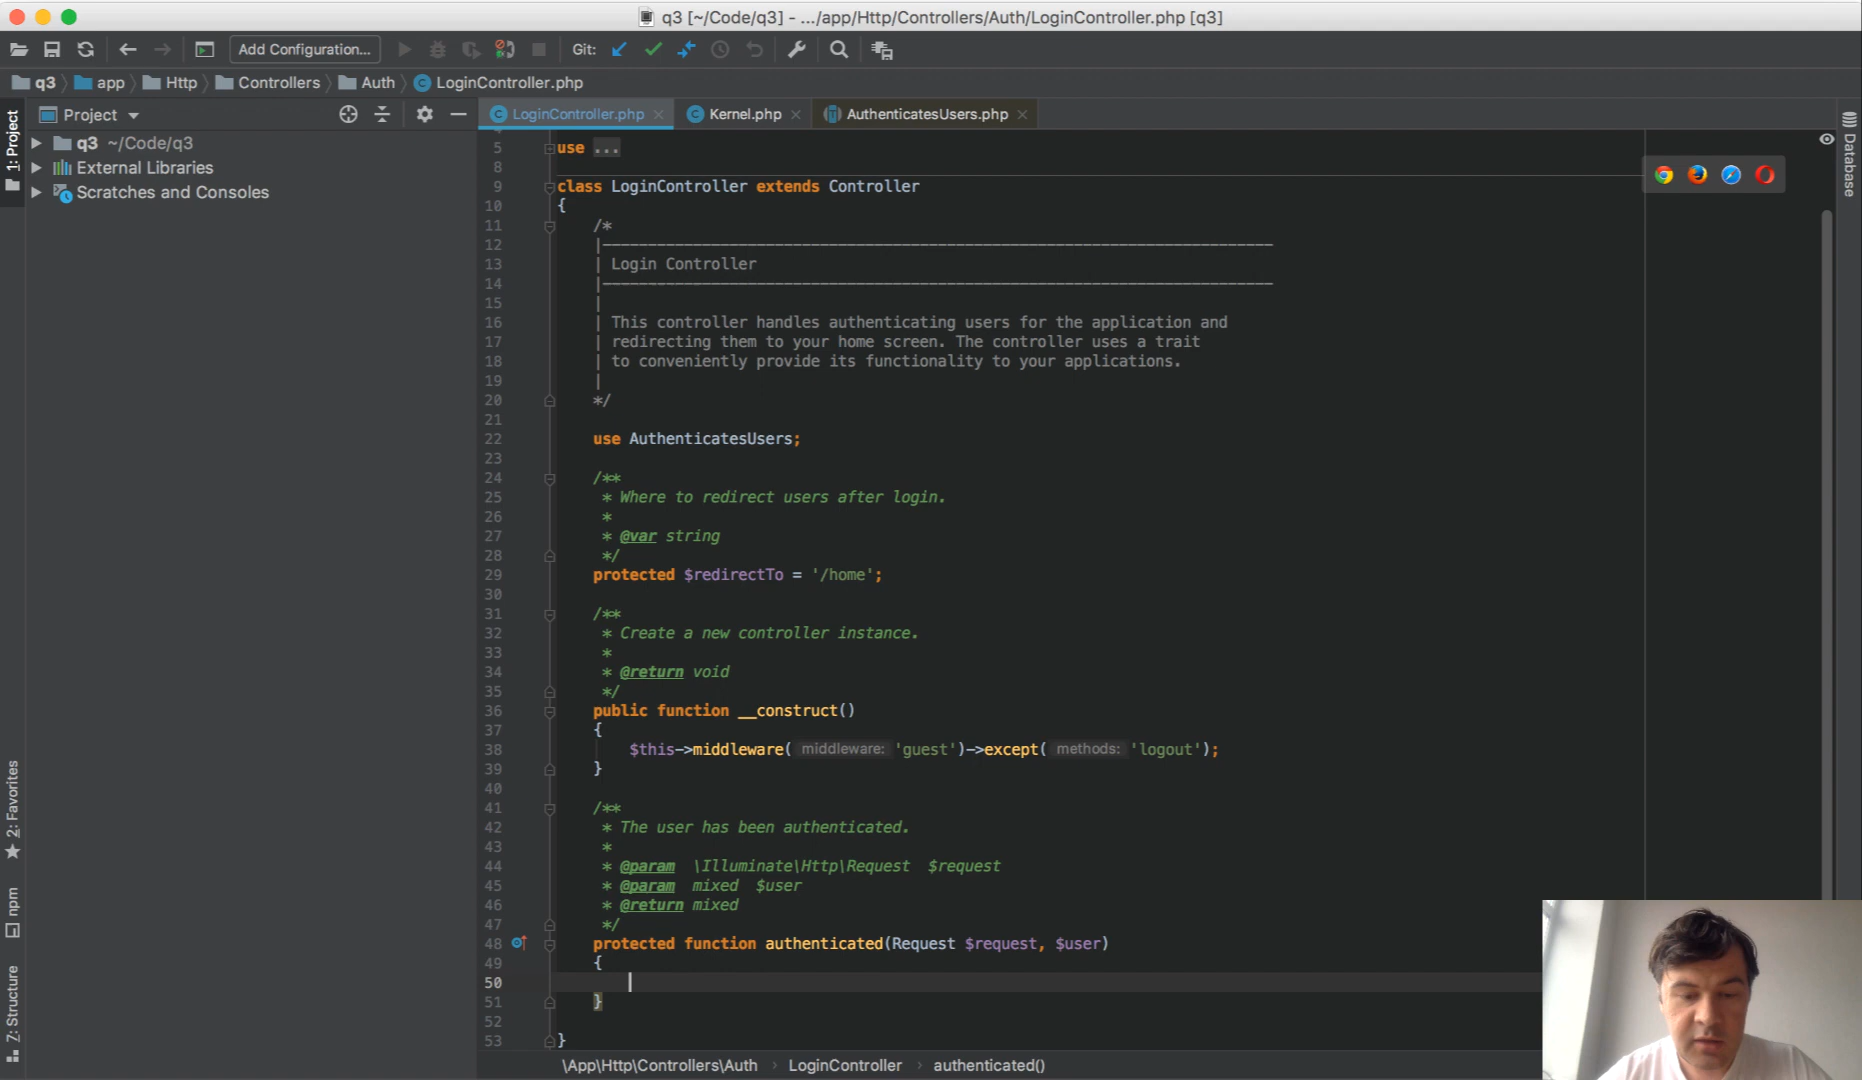 q3 [~/Code/q3] - .../app/Http/Controllers/Auth/LoginController.php [q3]
Add Configuration... Git:
q3 app Http Controllers Auth LoginController.php
1: Project
Project
LoginController.php Kernel.php AuthenticatesUsers.php
Database
q3 ~/Code/q3
External Libraries
Scratches and Consoles
2: Favorites
npm
7: Structure
5 use ...
8
9 class LoginController extends Controller
10 {
11 /*
12 |--------------------------------------------------------------------------
13 | Login Controller
14 |--------------------------------------------------------------------------
15 |
16 | This controller handles authenticating users for the application and
17 | redirecting them to your home screen. The controller uses a trait
18 | to conveniently provide its functionality to your applications.
19 |
20 */
21
22 use AuthenticatesUsers;
23
24 /**
25 * Where to redirect users after login.
26 *
27 * @var string
28 */
29 protected $redirectTo = '/home';
30
31 /**
32 * Create a new controller instance.
33 *
34 * @return void
35 */
36 public function __construct()
37 {
38 $this->middleware( middleware: 'guest')->except( methods: 'logout');
39 }
40
41 /**
42 * The user has been authenticated.
43 *
44 * @param \Illuminate\Http\Request $request
45 * @param mixed $user
46 * @return mixed
47 */
48 protected function authenticated(Request $request, $user)
49 {
50
51 }
52
53 }
\App\Http\Controllers\Auth › LoginController › authenticated()